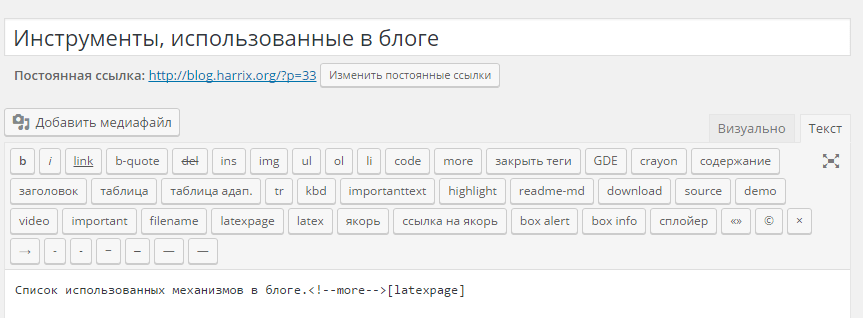 Инструменты, использованные в блоге
Постоянная ссылка: http://blog.harrix.org/?p=33 Изменить постоянные ссылки
Добавить медиафайл
Визуально Текст
b i link b-quote del ins img ul ol li code more закрыть теги GDE crayon содержание
заголовок таблица таблица адап. tr kbd importanttext highlight readme-md download source demo
video important filename latexpage latex якорь ссылка на якорь box alert box info сплойер «» © ×
→ - - − – — —
Список использованных механизмов в блоге.<!--more-->[latexpage]